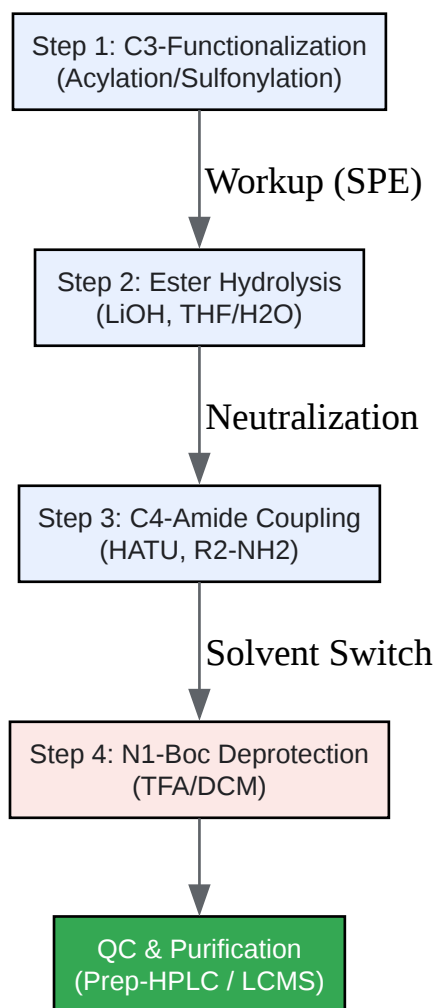 Step 1: C3-Functionalization
(Acylation/Sulfonylation)
Workup (SPE)
Step 2: Ester Hydrolysis
(LiOH, THF/H2O)
Neutralization
Step 3: C4-Amide Coupling
(HATU, R2-NH2)
Solvent Switch
Step 4: N1-Boc Deprotection
(TFA/DCM)
QC & Purification
(Prep-HPLC / LCMS)